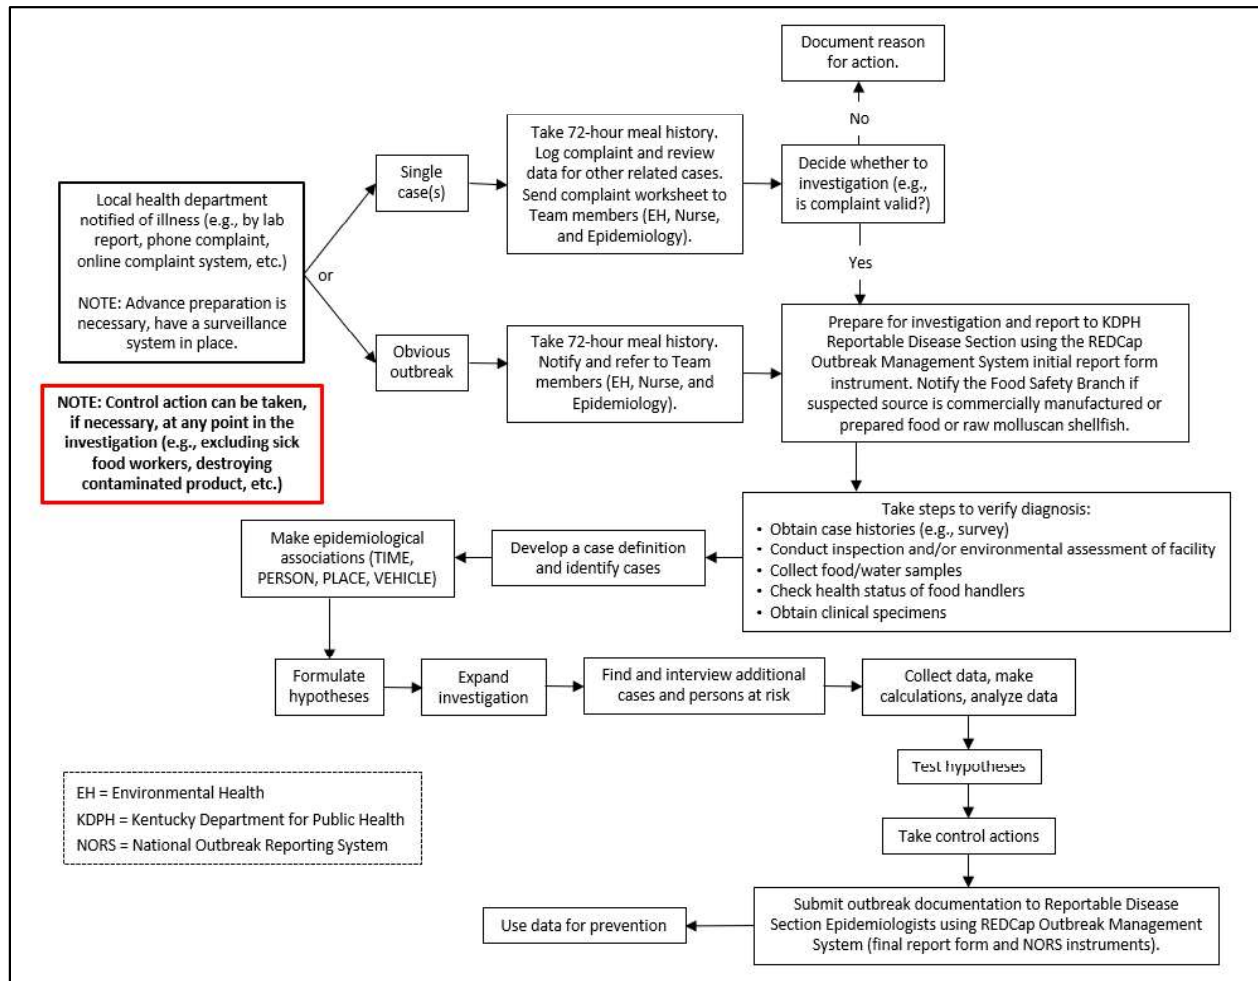 Document reason
for action.
No
Take 72-hour meal history.
Log complaint and review
data for other related cases.
Send complaint worksheet to
Team members (EH, Nurse,
and Epidemiology).
Decide whether to
investigation (e.g.,
is complaint valid?)
Single
case(s)
Local health department
notified of illness (e.g., by lab
report, phone complaint,
online complaint system, etc.)
NOTE: Advance preparation is
necessary, have a surveillance
system in place.
or
Yes
Obvious
outbreak
Take 72-hour meal history.
Notify and refer to Team
members (EH, Nurse, and
Epidemiology).
Prepare for investigation and report to KDPH
Reportable Disease Section using the REDCap
Outbreak Management System initial report form
instrument. Notify the Food Safety Branch if
suspected source is commercially manufactured or
prepared food or raw molluscan shellfish.
NOTE: Control action can be taken,
if necessary, at any point in the
investigation (e.g., excluding sick
food workers, destroying
contaminated product, etc.)
Take steps to verify diagnosis:
• Obtain case histories (e.g., survey)
• Conduct inspection and/or environmental assessment of facility
• Collect food/water samples
• Check health status of food handlers
• Obtain clinical specimens
Develop a case definition
and identify cases
Make epidemiological
associations (TIME,
PERSON, PLACE, VEHICLE)
Formulate
hypotheses
Expand
investigation
Find and interview additional
cases and persons at risk
Collect data, make
calculations, analyze data
Test hypotheses
Take control actions
Submit outbreak documentation to Reportable Disease
Section Epidemiologists using REDCap Outbreak Management
System (final report form and NORS instruments).
Use data for prevention
EH = Environmental Health
KDPH = Kentucky Department for Public Health
NORS = National Outbreak Reporting System